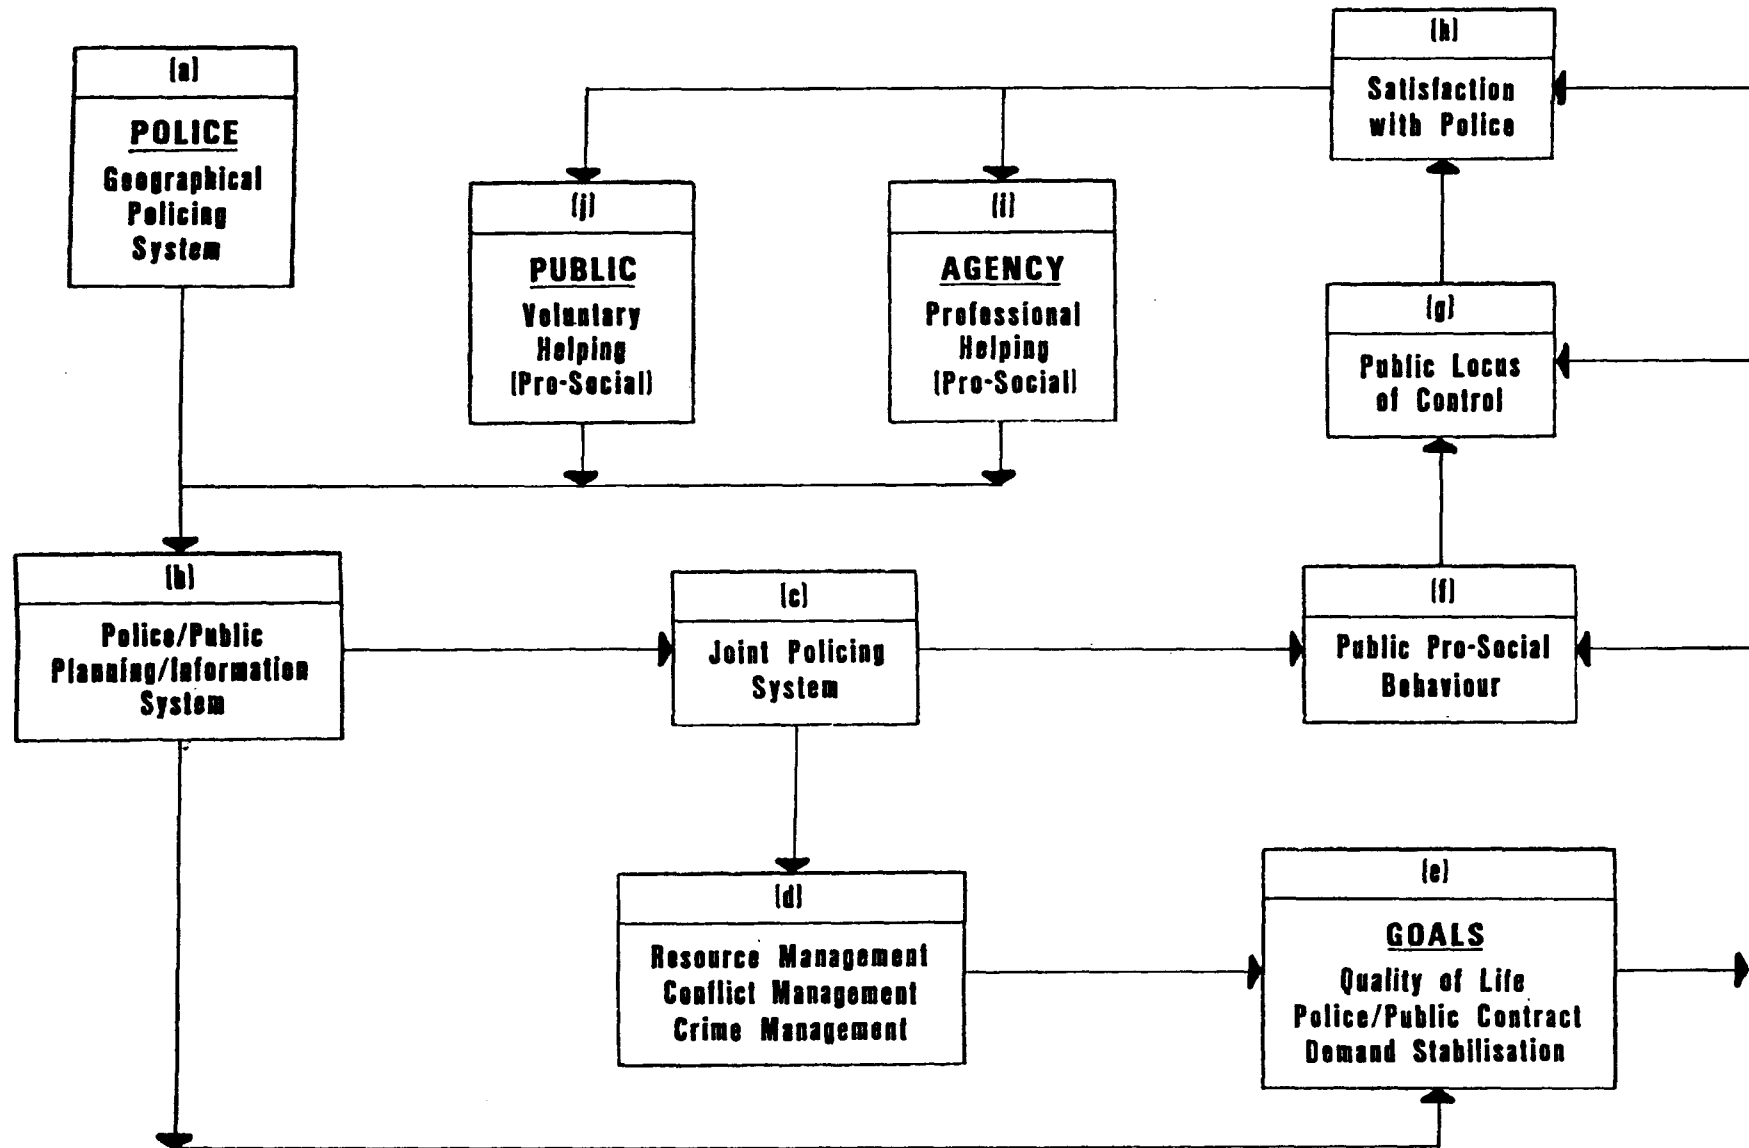 (a)
POLICE
Geographical
Policing
System
(j)
PUBLIC
Voluntary
Helping
(Pro-Social)
(i)
AGENCY
Professional
Helping
(Pro-Social)
(h)
Satisfaction
with Police
(g)
Public Locus
of Control
(b)
Police/Public
Planning/Information
System
(c)
Joint Policing
System
(f)
Public Pro-Social
Behaviour
(d)
Resource Management
Conflict Management
Crime Management
(e)
GOALS
Quality of Life
Police/Public Contract
Demand Stabilisation